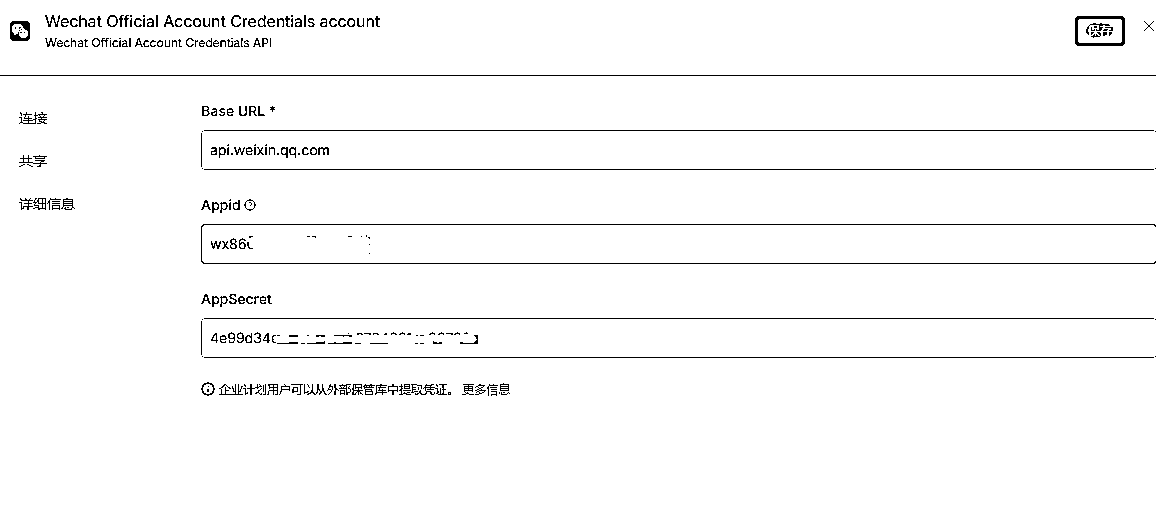 Wechat Official Account Credentials account
Wechat Official Account Credentials API
保存
连接
共享
详细信息
Base URL *
api.weixin.qq.com
Appid
wx86
AppSecret
4e99d34
企业计划用户可以从外部保管库中提取凭证。 更多信息